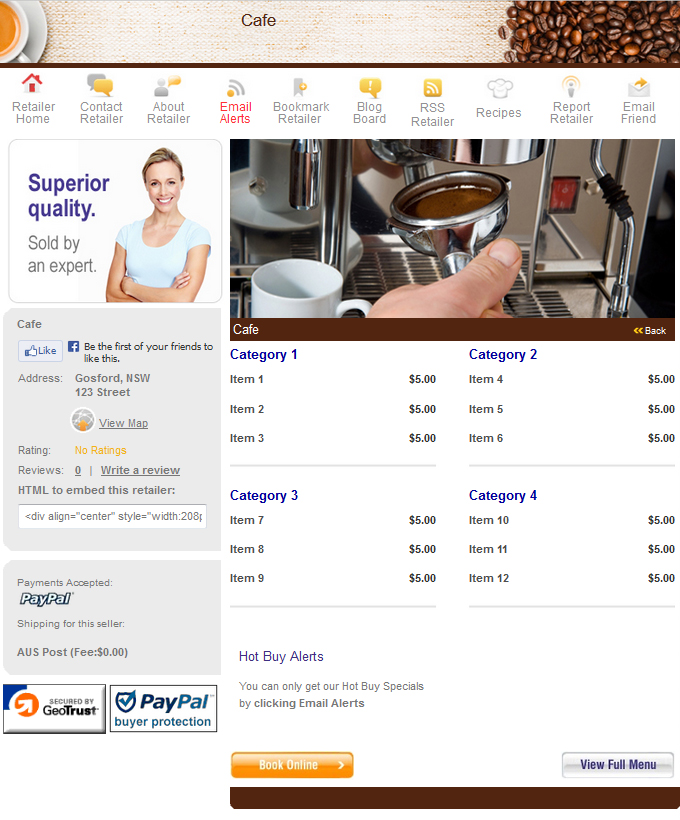 Cafe
Retailer Home
Contact Retailer
About Retailer
Email Alerts
Bookmark Retailer
Blog Board
RSS Retailer
Recipes
Report Retailer
Email Friend
Superior
quality.
Sold by
an expert.
Cafe
Like
Be the first of your friends to
like this.
Address: Gosford, NSW
123 Street
View Map
Rating: No Ratings
Reviews: 0 | Write a review
HTML to embed this retailer:
<div align="center" style="width:208p
Payments Accepted:
PayPal
Shipping for this seller:
AUS Post (Fee:$0.00)
SECURED BY
GeoTrust
PayPal
buyer protection
Cafe
Back
Category 1
Item 1 $5.00
Item 2 $5.00
Item 3 $5.00
Category 2
Item 4 $5.00
Item 5 $5.00
Item 6 $5.00
Category 3
Item 7 $5.00
Item 8 $5.00
Item 9 $5.00
Category 4
Item 10 $5.00
Item 11 $5.00
Item 12 $5.00
Hot Buy Alerts
You can only get our Hot Buy Specials
by clicking Email Alerts
Book Online
View Full Menu